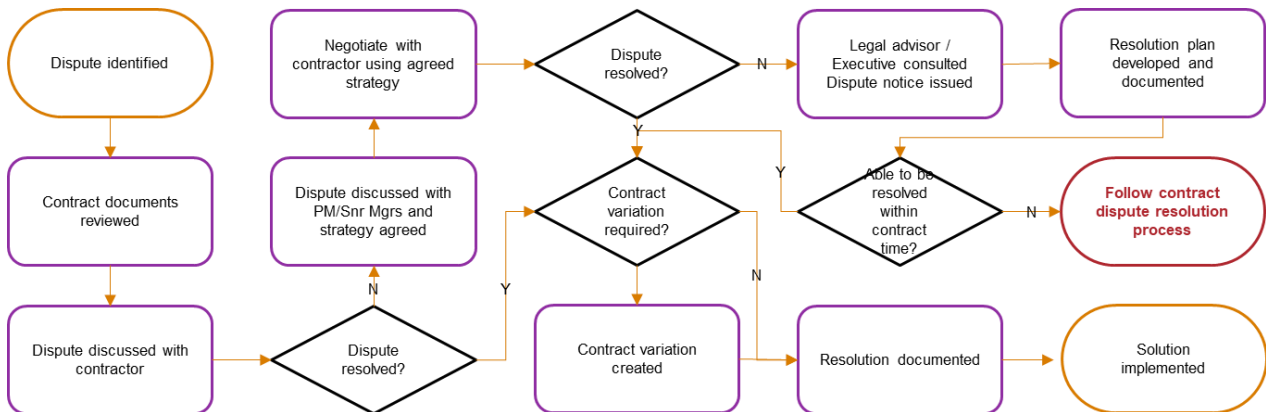 Dispute identified
Negotiate with
contractor using agreed
strategy
Dispute
resolved?
N
Legal advisor /
Executive consulted
Dispute notice issued
Resolution plan
developed and
documented
Y
Contract documents
reviewed
Dispute discussed with
PM/Snr Mgrs and
strategy agreed
Contract
variation
required?
Y
Able to be
resolved
within
contract
time?
N
Follow contract
dispute resolution
process
N
Y
N
Dispute discussed with
contractor
Dispute
resolved?
Contract variation
created
Resolution documented
Solution
implemented